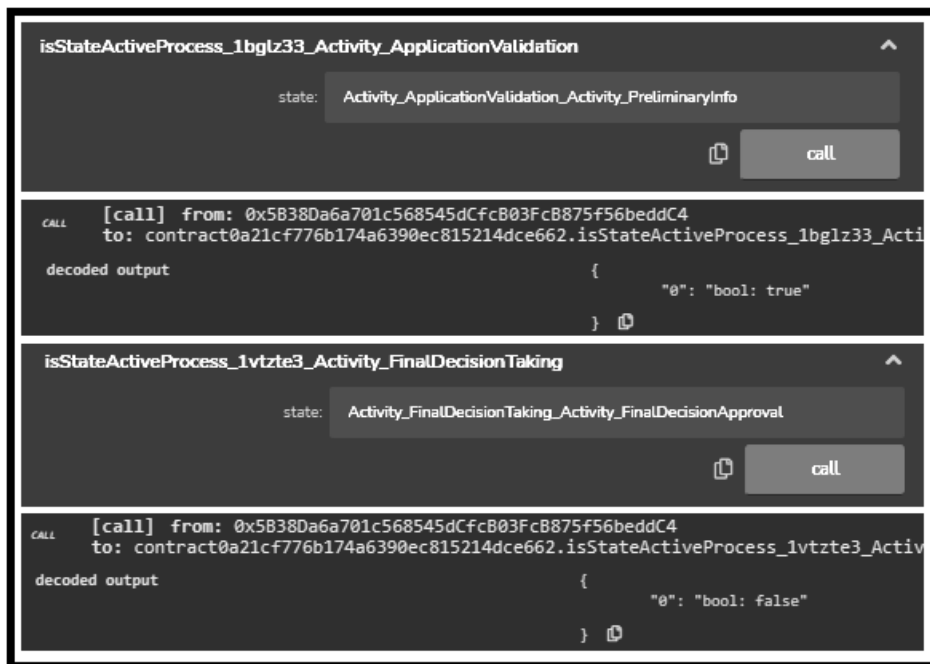 isStateActiveProcess_1bglz33_Activity_ApplicationValidation
state: Activity_ApplicationValidation_Activity_PreliminaryInfo
call
CALL [call] from: 0x5B38Da6a701c568545dCfcB03FcB875f56beddC4
to: contract0a21cf776b174a6390ec815214dce662.isStateActiveProcess_1bglz33_Acti
decoded output {
"0": "bool: true"
}
isStateActiveProcess_1vtzte3_Activity_FinalDecisionTaking
state: Activity_FinalDecisionTaking_Activity_FinalDecisionApproval
call
CALL [call] from: 0x5B38Da6a701c568545dCfcB03FcB875f56beddC4
to: contract0a21cf776b174a6390ec815214dce662.isStateActiveProcess_1vtzte3_Activ
decoded output {
"0": "bool: false"
}